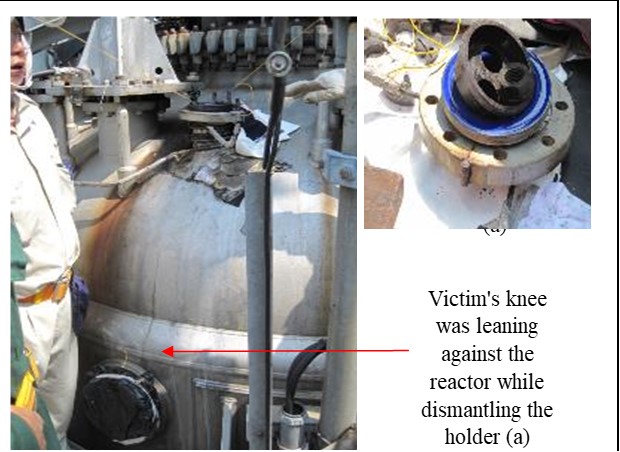 (a)
Victim's knee
was leaning
against the
reactor while
dismantling the
holder (a)